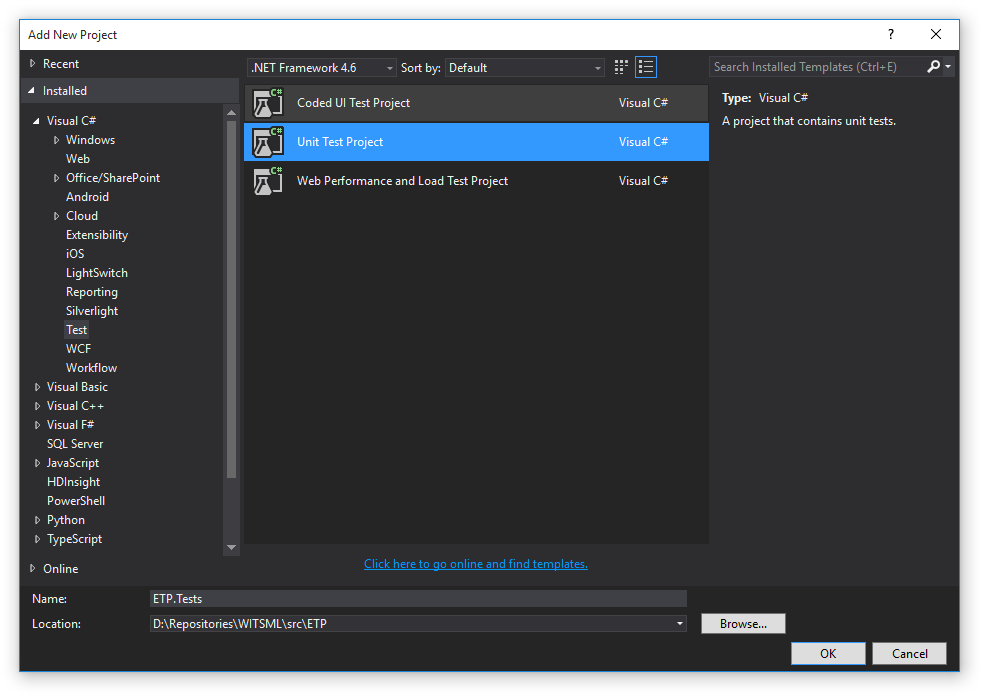 Add New Project
?
Recent
Installed
.NET Framework 4.6
Sort by:
Default
Search Installed Templates (Ctrl+E)
Visual C#
Windows
Web
Office/SharePoint
Android
Cloud
Extensibility
iOS
LightSwitch
Reporting
Silverlight
Test
WCF
Workflow
Visual Basic
Visual C++
Visual F#
SQL Server
JavaScript
HDInsight
PowerShell
Python
TypeScript
Online
C# Coded UI Test Project Visual C#
C# Unit Test Project Visual C#
C# Web Performance and Load Test Project Visual C#
Type: Visual C#
A project that contains unit tests.
Click here to go online and find templates.
Name: ETP.Tests
Location: D:\Repositories\WITSML\src\ETP
Browse...
OK
Cancel